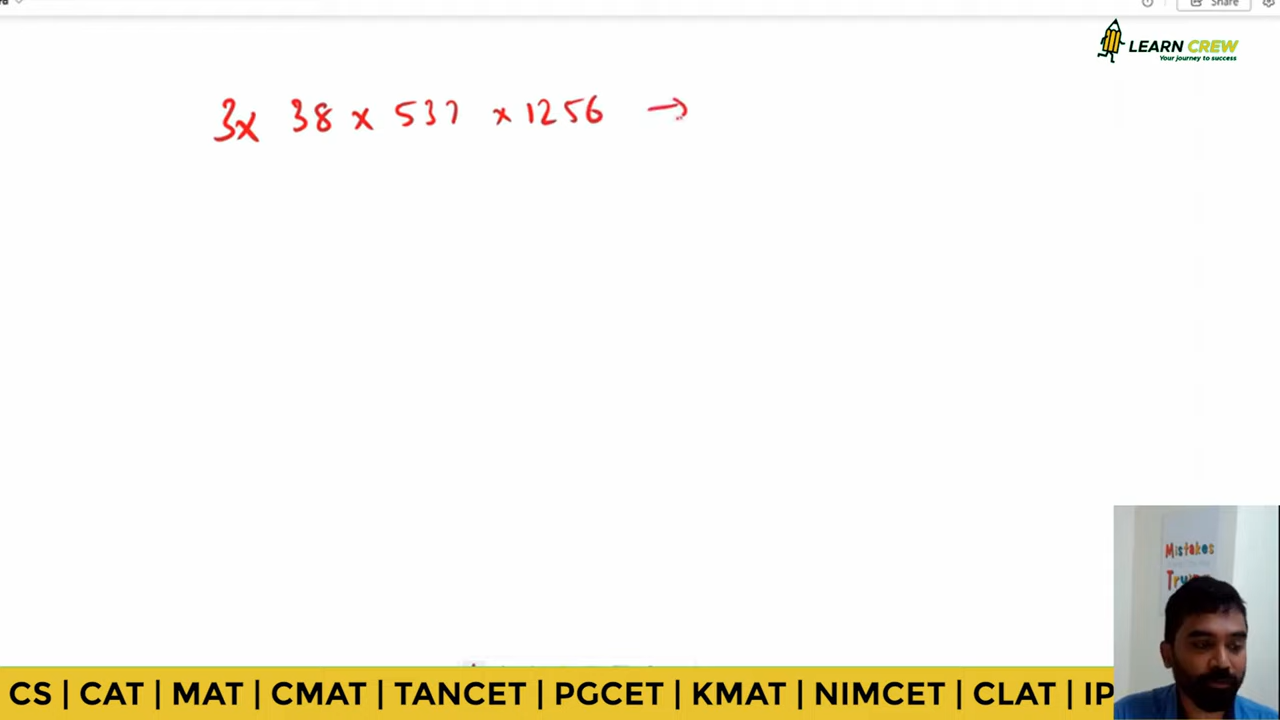 Share
LEARN CREW
Your journey to success
3x 38 x 537 x 1256 →
Mistakes
CS | CAT | MAT | CMAT | TANCET | PGCET | KMAT | NIMCET | CLAT | IP